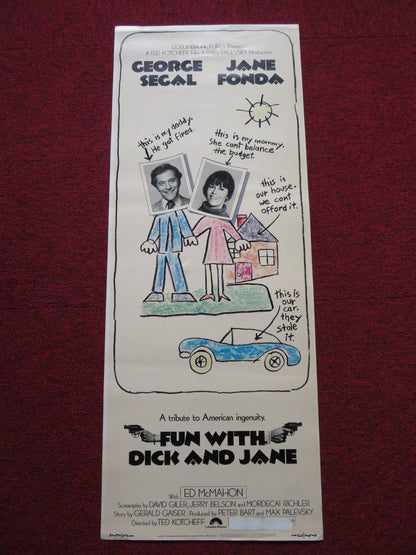 COLUMBIA PICTURES Presents
A TED KOTCHEFF Film A BART-PALEVSKY Production
GEORGE SEGAL
JANE FONDA
this is my daddy.
He got fired.
this is my mommy.
She can't balance
the budget.
this is
our house.
we can't
afford it.
this is
our
car.
they
stole
it.
A tribute to American ingenuity.
FUN WITH
DICK AND JANE
With ED McMAHON
Screenplay by DAVID GILER, JERRY BELSON and MORDECAI RICHLER
Story by GERALD GAISER · Produced by PETER BART and MAX PALEVSKY
Directed by TED KOTCHEFF
Columbia Pictures